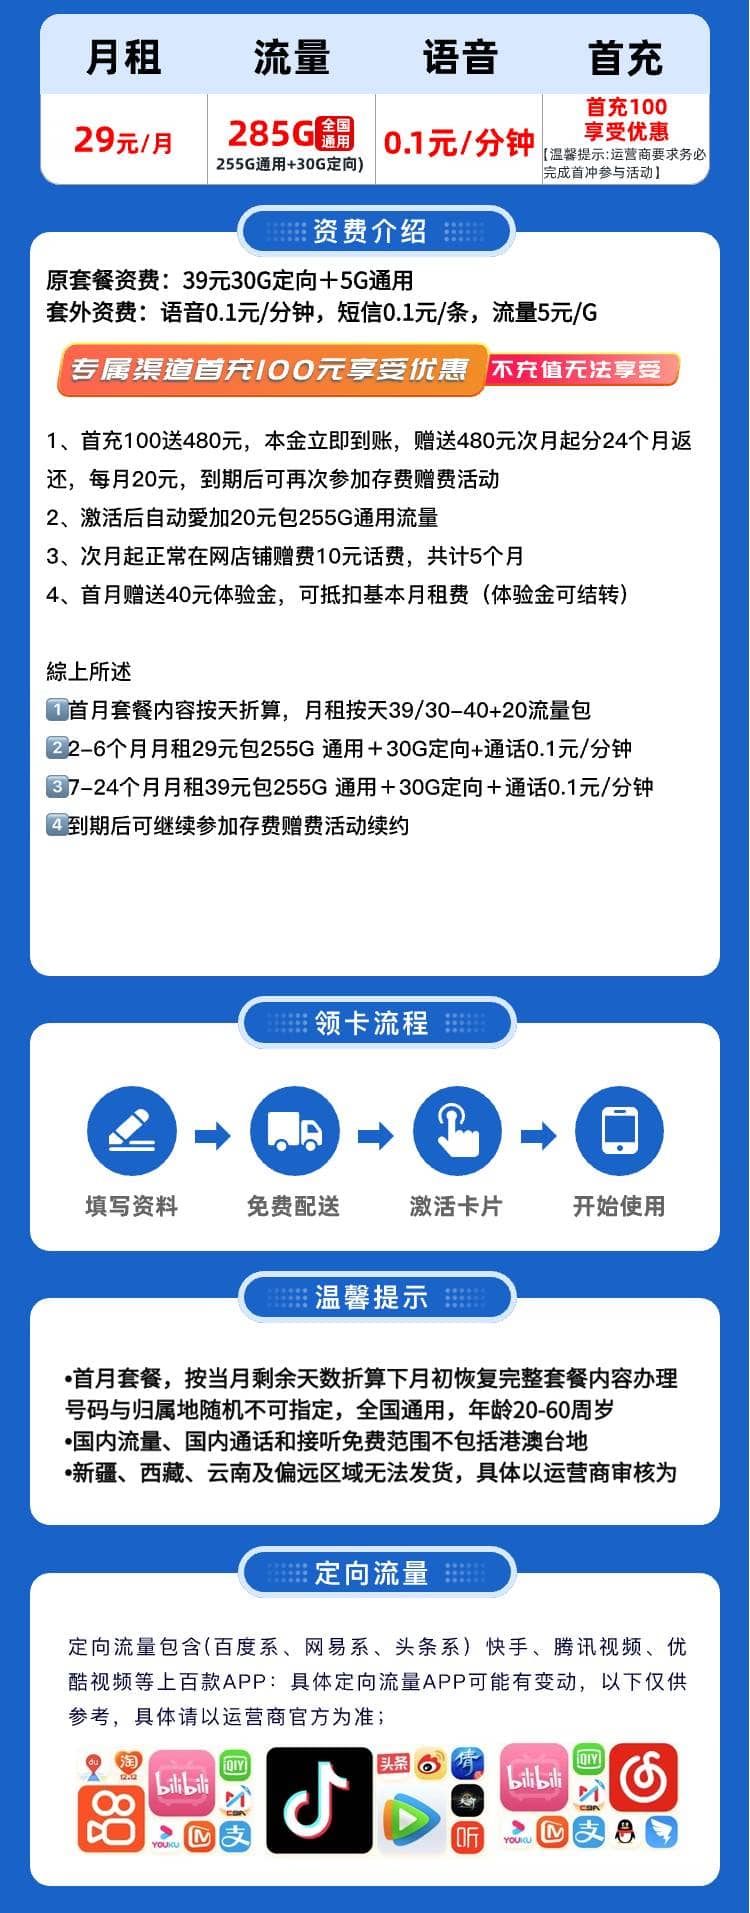 月租
流量
语音
首充
29元/月
285G 全国通用
255G通用+30G定向)
0.1元/分钟
首充100
享受优惠
【温馨提示:运营商要求务必
完成首冲参与活动】
资费介绍
原套餐资费：39元30G定向＋5G通用
套外资费：语音0.1元/分钟，短信0.1元/条，流量5元/G
专属渠道首充100元享受优惠 不充值无法享受
1、首充100送480元，本金立即到账，赠送480元次月起分24个月返
还，每月20元，到期后可再次参加存费赠费活动
2、激活后自动愛加20元包255G通用流量
3、次月起正常在网店铺赠费10元话费，共计5个月
4、首月赠送40元体验金，可抵扣基本月租费（体验金可结转）
綜上所述
1首月套餐内容按天折算，月租按天39/30-40+20流量包
2 2-6个月月租29元包255G 通用＋30G定向+通话0.1元/分钟
3 7-24个月月租39元包255G 通用＋30G定向＋通话0.1元/分钟
4到期后可继续参加存费赠费活动续约
领卡流程
填写资料
免费配送
激活卡片
开始使用
温馨提示
•首月套餐，按当月剩余天数折算下月初恢复完整套餐内容办理
号码与归属地随机不可指定，全国通用，年龄20-60周岁
•国内流量、国内通话和接听免费范围不包括港澳台地
•新疆、西藏、云南及偏远区域无法发货，具体以运营商审核为
定向流量
定向流量包含(百度系、网易系、头条系）快手、腾讯视频、优
酷视频等上百款APP：具体定向流量APP可能有变动，以下仅供
参考，具体请以运营商官方为准；
du
淘
12.12
bilibili
QIY
CBA
YOUKU
支
头条
倩
听
bilibili
QIY
CBA
YOUKU
支